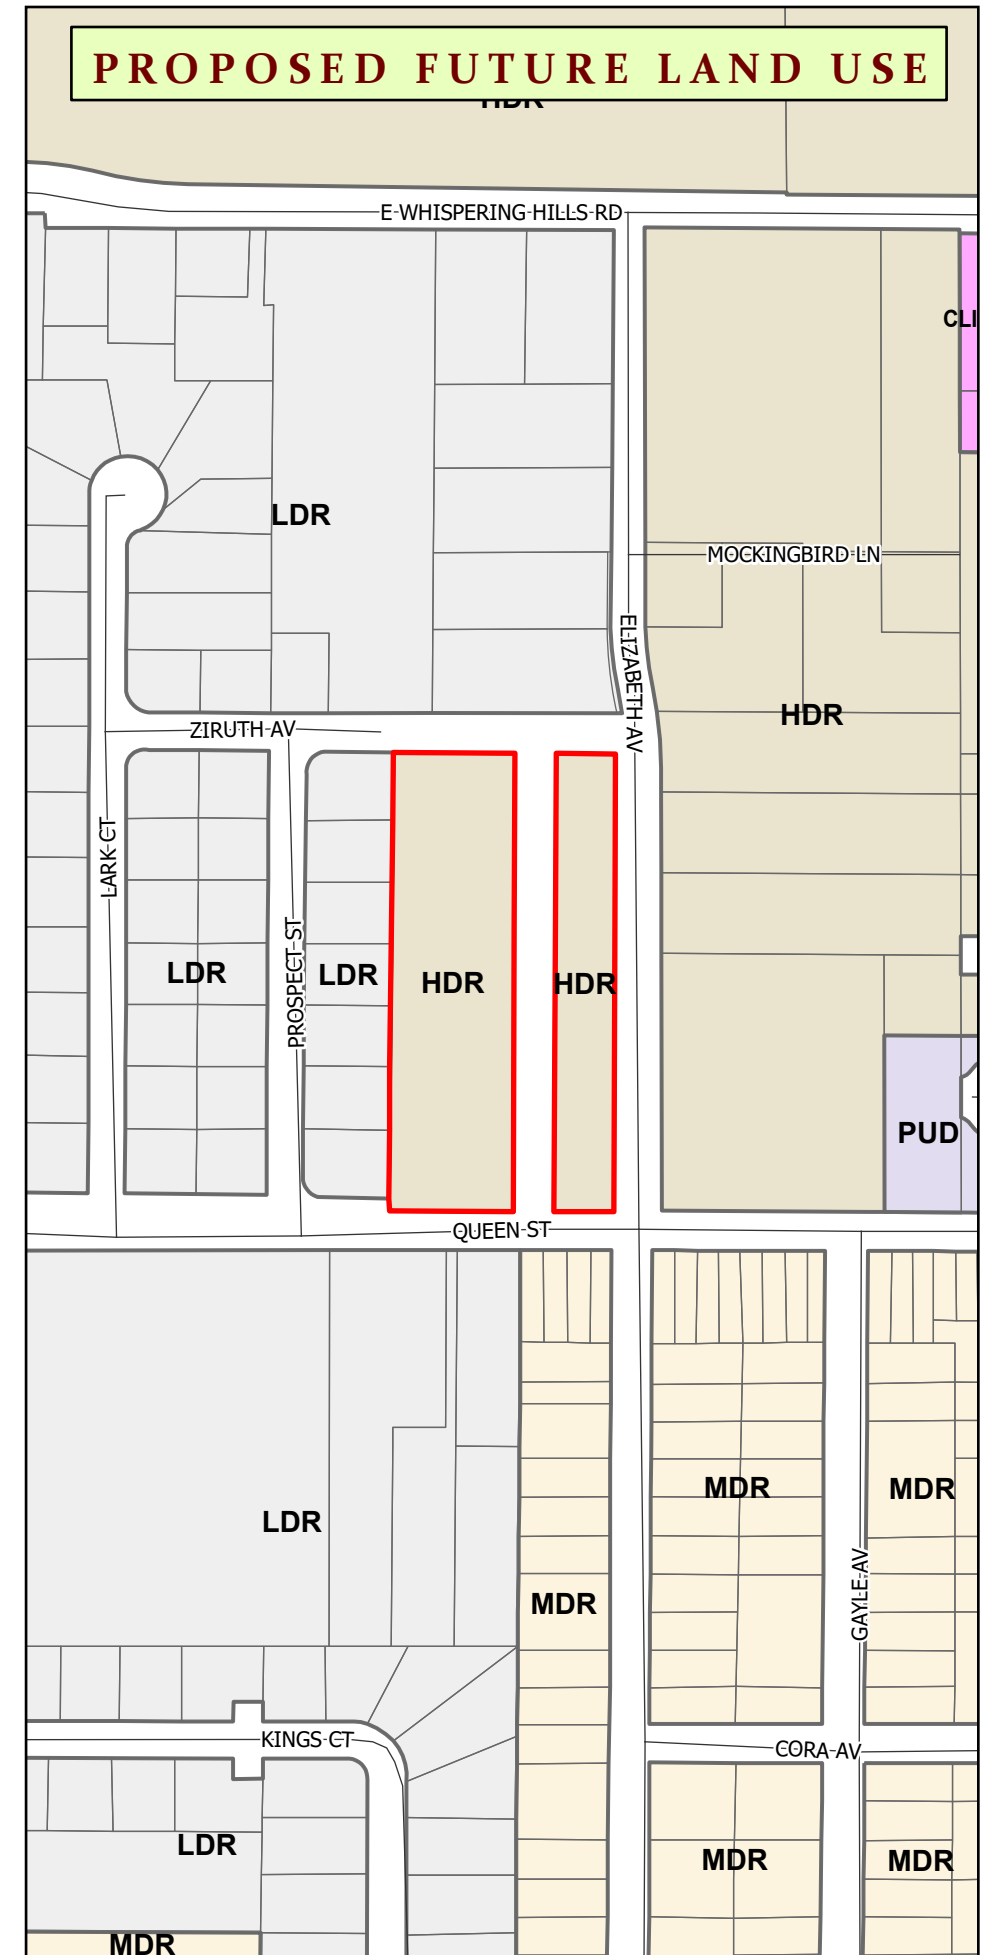 PROPOSED FUTURE LAND USE
HDR
E WHISPERING HILLS RD
CLI
LDR
MOCKINGBIRD LN
ELIZABETH AV
HDR
ZIRUTH AV
LARK CT
PROSPECT ST
LDR
LDR
HDR
HDR
PUD
QUEEN ST
MDR
MDR
LDR
GAYLE AV
MDR
KINGS CT
CORA AV
LDR
MDR
MDR
MDR